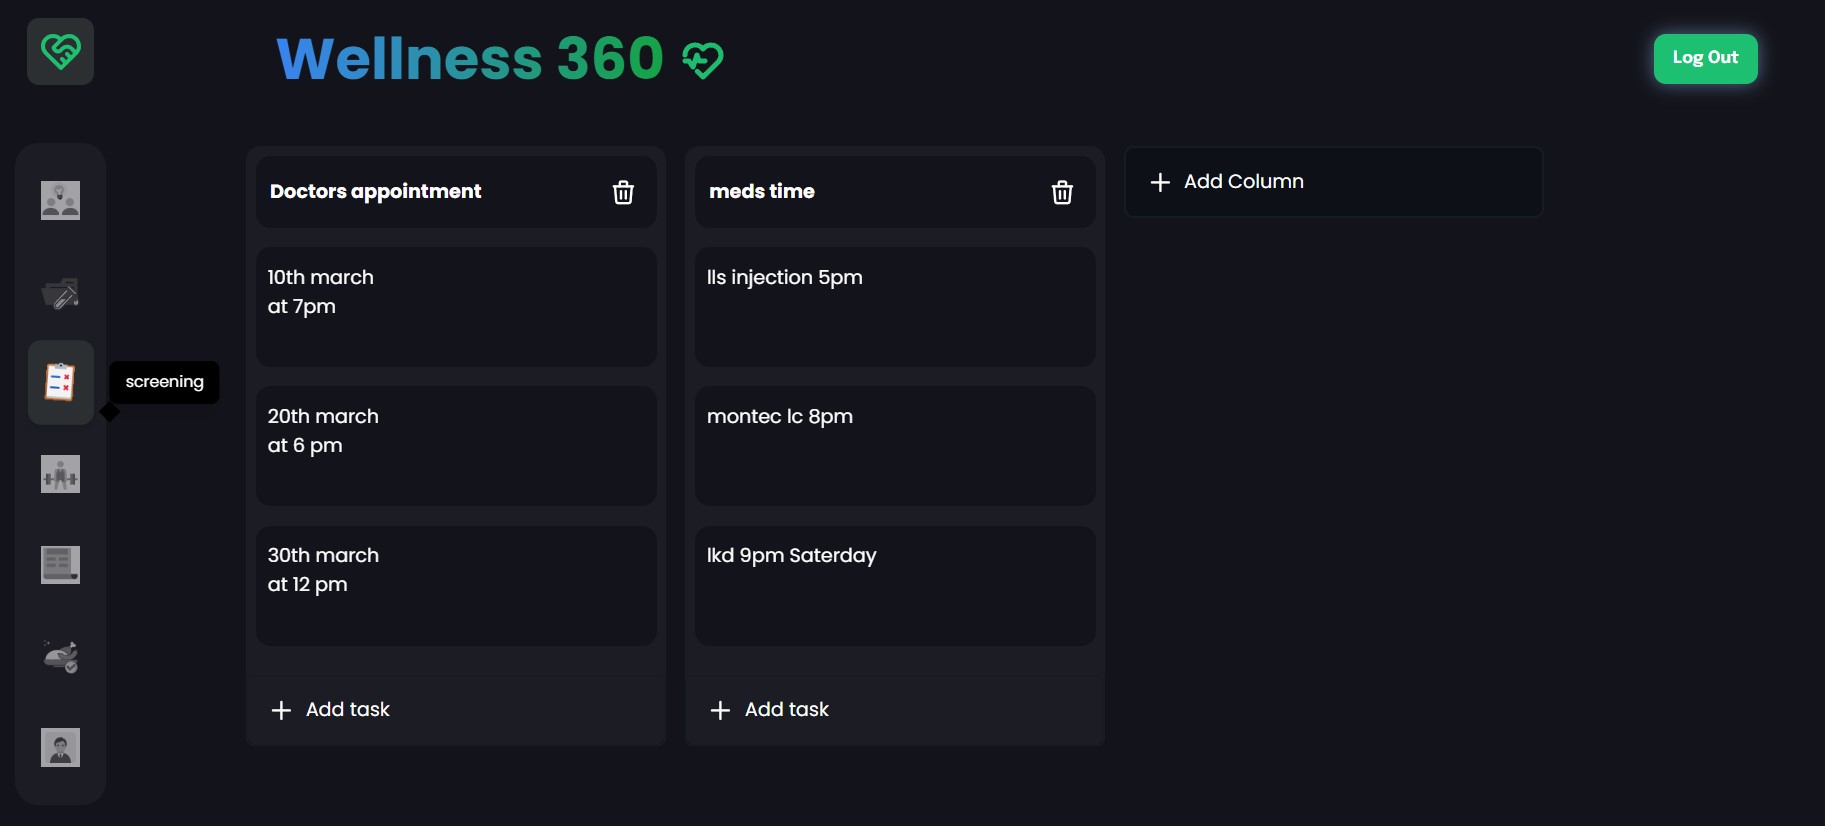 Wellness 360
Log Out
screening
Doctors appointment
10th march
at 7pm
20th march
at 6 pm
30th march
at 12 pm
+ Add task
meds time
lls injection 5pm
montec lc 8pm
lkd 9pm Saterday
+ Add task
+ Add Column